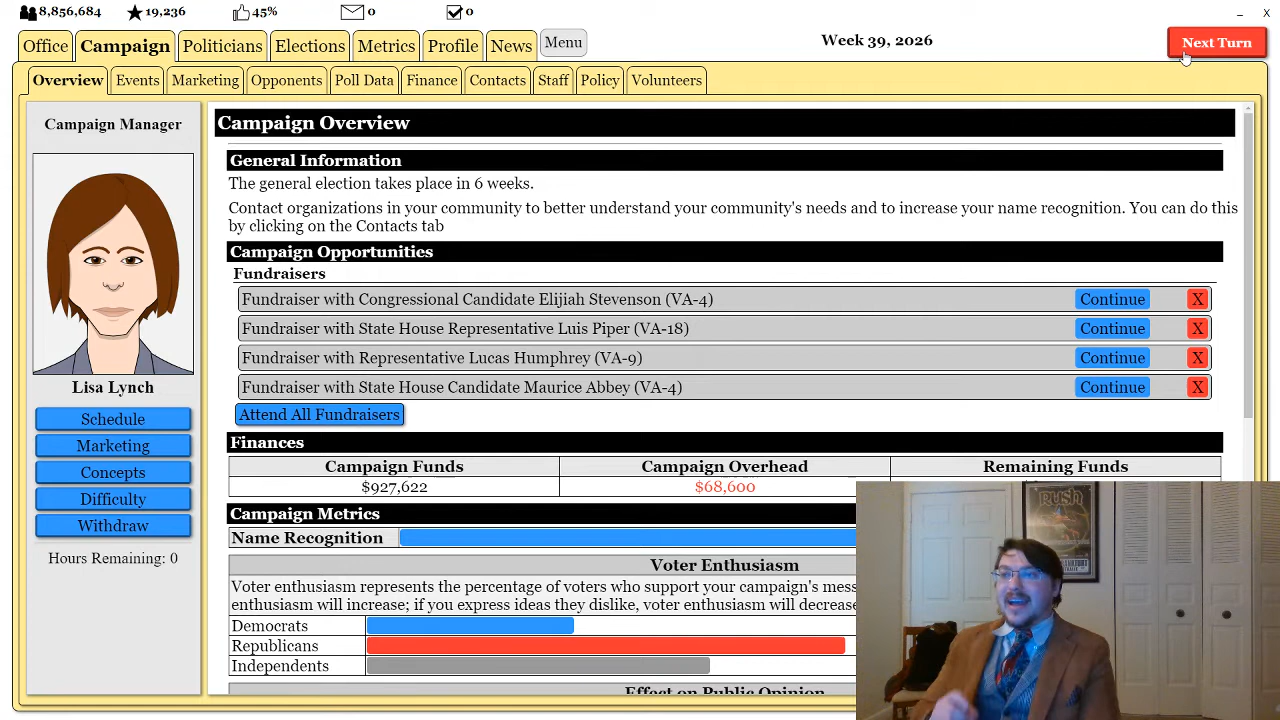 8,856,684 19,236 45% 0 0
Office Campaign Politicians Elections Metrics Profile News Menu Week 39, 2026 Next Turn
Overview Events Marketing Opponents Poll Data Finance Contacts Staff Policy Volunteers
Campaign Manager
Lisa Lynch
Schedule
Marketing
Concepts
Difficulty
Withdraw
Hours Remaining: 0
Campaign Overview
General Information
The general election takes place in 6 weeks.
Contact organizations in your community to better understand your community's needs and to increase your name recognition. You can do this
by clicking on the Contacts tab
Campaign Opportunities
Fundraisers
Fundraiser with Congressional Candidate Elijiah Stevenson (VA-4) Continue X
Fundraiser with State House Representative Luis Piper (VA-18) Continue X
Fundraiser with Representative Lucas Humphrey (VA-9) Continue X
Fundraiser with State House Candidate Maurice Abbey (VA-4) Continue X
Attend All Fundraisers
Finances
Campaign Funds Campaign Overhead Remaining Funds
$927,622 $68,600
Campaign Metrics
Name Recognition
Voter Enthusiasm
Voter enthusiasm represents the percentage of voters who support your campaign's mess
enthusiasm will increase; if you express ideas they dislike, voter enthusiasm will decrease
Democrats
Republicans
Independents
Effect on Public Opinion
RUSH